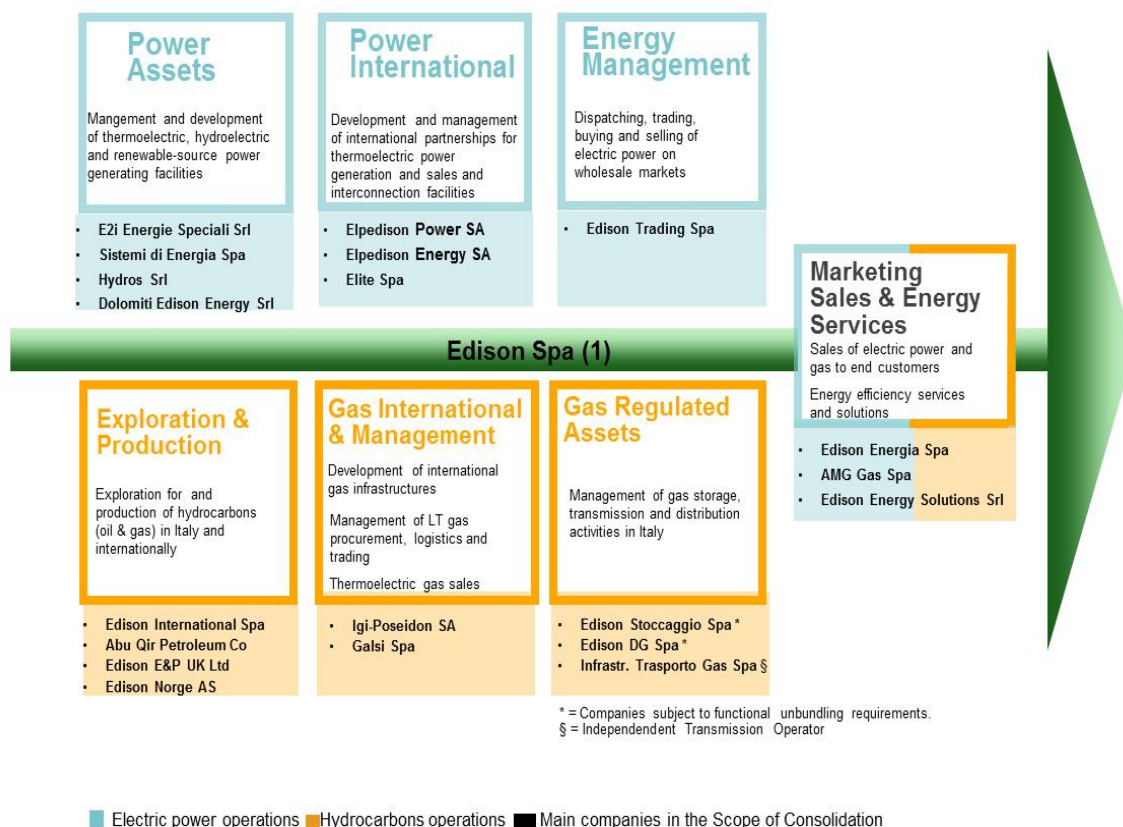 Power
Assets
Mangement and development
of thermoelectric, hydroelectric
and renewable-source power
generating facilities
• E2i Energie Speciali Srl
• Sistemi di Energia Spa
• Hydros Srl
• Dolomiti Edison Energy Srl
Power
International
Development and management
of international partnerships for
thermoelectric power
generation and sales and
interconnection facilities
• Elpedison Power SA
• Elpedison Energy SA
• Elite Spa
Energy
Management
Dispatching, trading,
buying and selling of
electric power on
wholesale markets
• Edison Trading Spa
Marketing
Sales & Energy
Services
Sales of electric power and
gas to end customers
Energy efficiency services
and solutions
• Edison Energia Spa
• AMG Gas Spa
• Edison Energy Solutions Srl
Edison Spa (1)
Exploration &
Production
Exploration for and
production of hydrocarbons
(oil & gas) in Italy and
internationally
• Edison International Spa
• Abu Qir Petroleum Co
• Edison E&P UK Ltd
• Edison Norge AS
Gas International
& Management
Development of international
gas infrastructures
Management of LT gas
procurement, logistics and
trading
Thermoelectric gas sales
• Igi-Poseidon SA
• Galsi Spa
Gas Regulated
Assets
Management of gas storage,
transmission and distribution
activities in Italy
• Edison Stoccaggio Spa *
• Edison DG Spa *
• Infrastr. Trasporto Gas Spa §
* = Companies subject to functional unbundling requirements.
§ = Independendent Transmission Operator
Electric power operations Hydrocarbons operations Main companies in the Scope of Consolidation